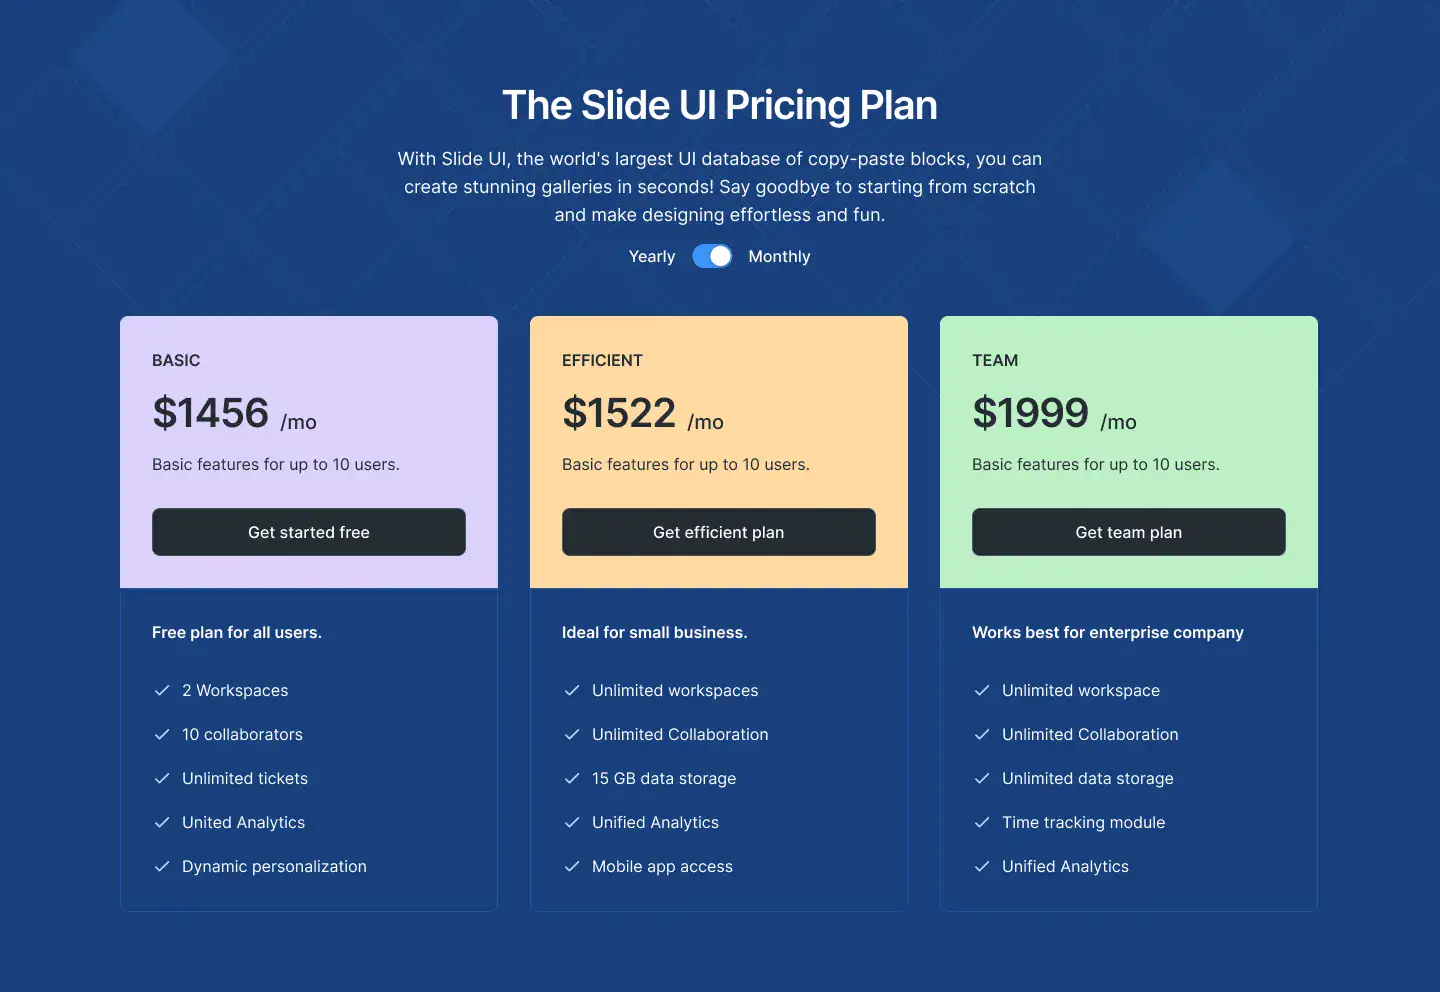 The Slide UI Pricing Plan
With Slide UI, the world's largest UI database of copy-paste blocks, you can
create stunning galleries in seconds! Say goodbye to starting from scratch
and make designing effortless and fun.
Yearly Monthly
BASIC
$1456 /mo
Basic features for up to 10 users.
Get started free
Free plan for all users.
2 Workspaces
10 collaborators
Unlimited tickets
United Analytics
Dynamic personalization
EFFICIENT
$1522 /mo
Basic features for up to 10 users.
Get efficient plan
Ideal for small business.
Unlimited workspaces
Unlimited Collaboration
15 GB data storage
Unified Analytics
Mobile app access
TEAM
$1999 /mo
Basic features for up to 10 users.
Get team plan
Works best for enterprise company
Unlimited workspace
Unlimited Collaboration
Unlimited data storage
Time tracking module
Unified Analytics